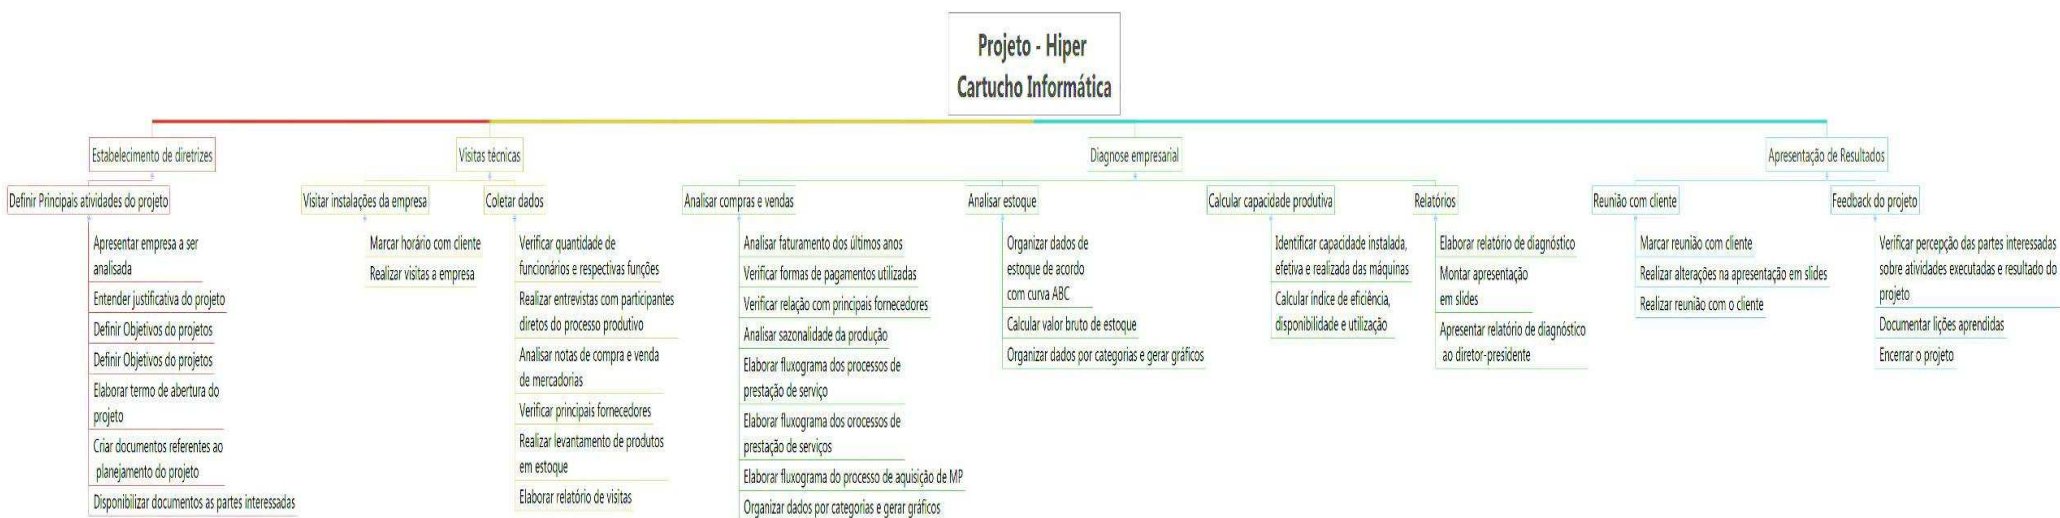 Projeto - Hiper
Cartucho Informática
Estabelecimento de diretrizes
Visitas técnicas
Diagnose empresarial
Apresentação de Resultados
Definir Principais atividades do projeto
Visitar instalações da empresa
Coletar dados
Analisar compras e vendas
Analisar estoque
Calcular capacidade produtiva
Relatórios
Reunião com cliente
Feedback do projeto
Apresentar empresa a ser
analisada
Entender justificativa do projeto
Definir Objetivos do projetos
Definir Objetivos do projetos
Elaborar termo de abertura do
projeto
Criar documentos referentes ao
planejamento do projeto
Disponibilizar documentos as partes interessadas
Marcar horário com cliente
Realizar visitas a empresa
Verificar quantidade de
funcionários e respectivas funções
Realizar entrevistas com participantes
diretos do processo produtivo
Analisar notas de compra e venda
de mercadorias
Verificar principais fornecedores
Realizar levantamento de produtos
em estoque
Elaborar relatório de visitas
Analisar faturamento dos últimos anos
Verificar formas de pagamentos utilizadas
Verificar relação com principais fornecedores
Analisar sazonalidade da produção
Elaborar fluxograma dos processos de
prestação de serviço
Elaborar fluxograma dos orocessos de
prestação de serviços
Elaborar fluxograma do processo de aquisição de MP
Organizar dados por categorias e gerar gráficos
Organizar dados de
estoque de acordo
com curva ABC
Calcular valor bruto de estoque
Organizar dados por categorias e gerar gráficos
Identificar capacidade instalada,
efetiva e realizada das máquinas
Calcular índice de eficiência,
disponibilidade e utilização
Elaborar relatório de diagnóstico
Montar apresentação
em slides
Apresentar relatório de diagnóstico
ao diretor-presidente
Marcar reunião com cliente
Realizar alterações na apresentação em slides
Realizar reunião com o cliente
Verificar percepção das partes interessadas
sobre atividades executadas e resultado do
projeto
Documentar lições aprendidas
Encerrar o projeto